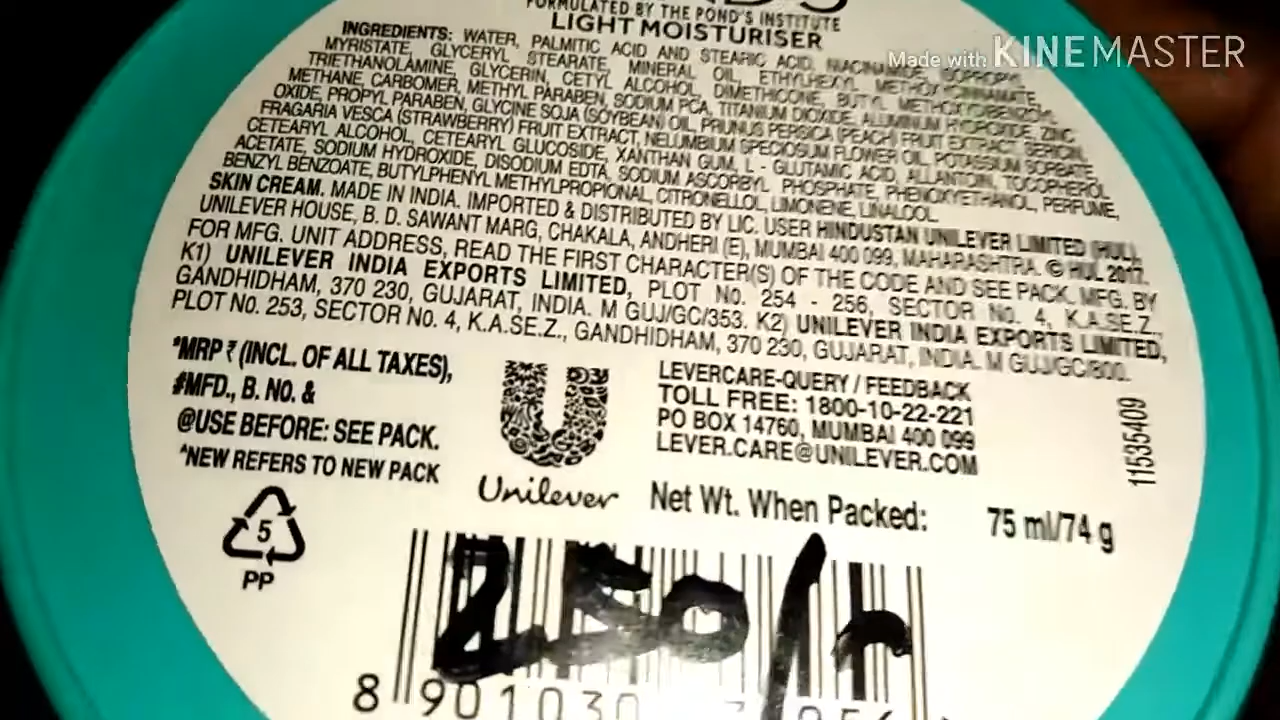 FORMULATED BY THE POND'S INSTITUTE
LIGHT MOISTURISER
Made with KINEMASTER
INGREDIENTS: WATER, PALMITIC ACID AND STEARIC ACID, NIACINAMIDE, ISOPROPYL
MYRISTATE, GLYCERYL STEARATE, MINERAL OIL, ETHYLHEXYL METHOXYCINNAMATE,
TRIETHANOLAMINE, GLYCERIN, CETYL ALCOHOL, DIMETHICONE, BUTYL METHOXYDIBENZOYL
METHANE, CARBOMER, METHYL PARABEN, SODIUM PCA, TITANIUM DIOXIDE, ALUMINUM HYDROXIDE, ZINC
OXIDE, PROPYL PARABEN, GLYCINE SOJA (SOYBEAN) OIL, PRUNUS PERSICA (PEACH) FRUIT EXTRACT, SERICIN,
FRAGARIA VESCA (STRAWBERRY) FRUIT EXTRACT, NELUMBIUM SPECIOSUM FLOWER OIL, POTASSIUM SORBATE,
CETEARYL ALCOHOL, CETEARYL GLUCOSIDE, XANTHAN GUM, L - GLUTAMIC ACID, ALLANTOIN, TOCOPHEROL
ACETATE, SODIUM HYDROXIDE, DISODIUM EDTA, SODIUM ASCORBYL PHOSPHATE, PHENOXYETHANOL, PERFUME,
BENZYL BENZOATE, BUTYLPHENYL METHYLPROPIONAL, CITRONELLOL, LIMONENE, LINALOOL.
SKIN CREAM. MADE IN INDIA. IMPORTED & DISTRIBUTED BY LIC. USER HINDUSTAN UNILEVER LIMITED (HUL),
UNILEVER HOUSE, B. D. SAWANT MARG, CHAKALA, ANDHERI (E), MUMBAI 400 099, MAHARASHTRA. © HUL 2017.
FOR MFG. UNIT ADDRESS, READ THE FIRST CHARACTER(S) OF THE CODE AND SEE PACK. MFG. BY
K1) UNILEVER INDIA EXPORTS LIMITED, PLOT No. 254 - 256, SECTOR No. 4, K.A.SE.Z.,
GANDHIDHAM, 370 230, GUJARAT, INDIA. M GUJ/GC/353. K2) UNILEVER INDIA EXPORTS LIMITED,
PLOT No. 253, SECTOR No. 4, K.A.SE.Z., GANDHIDHAM, 370 230, GUJARAT, INDIA. M GUJ/GC/800.
*MRP ₹ (INCL. OF ALL TAXES),
#MFD., B. NO. &
@USE BEFORE: SEE PACK.
^NEW REFERS TO NEW PACK
5
PP
Unilever
LEVERCARE-QUERY / FEEDBACK
TOLL FREE: 1800-10-22-221
PO BOX 14760, MUMBAI 400 099
LEVER.CARE@UNILEVER.COM
11535409
Net Wt. When Packed: 75 ml/74 g
8 901030